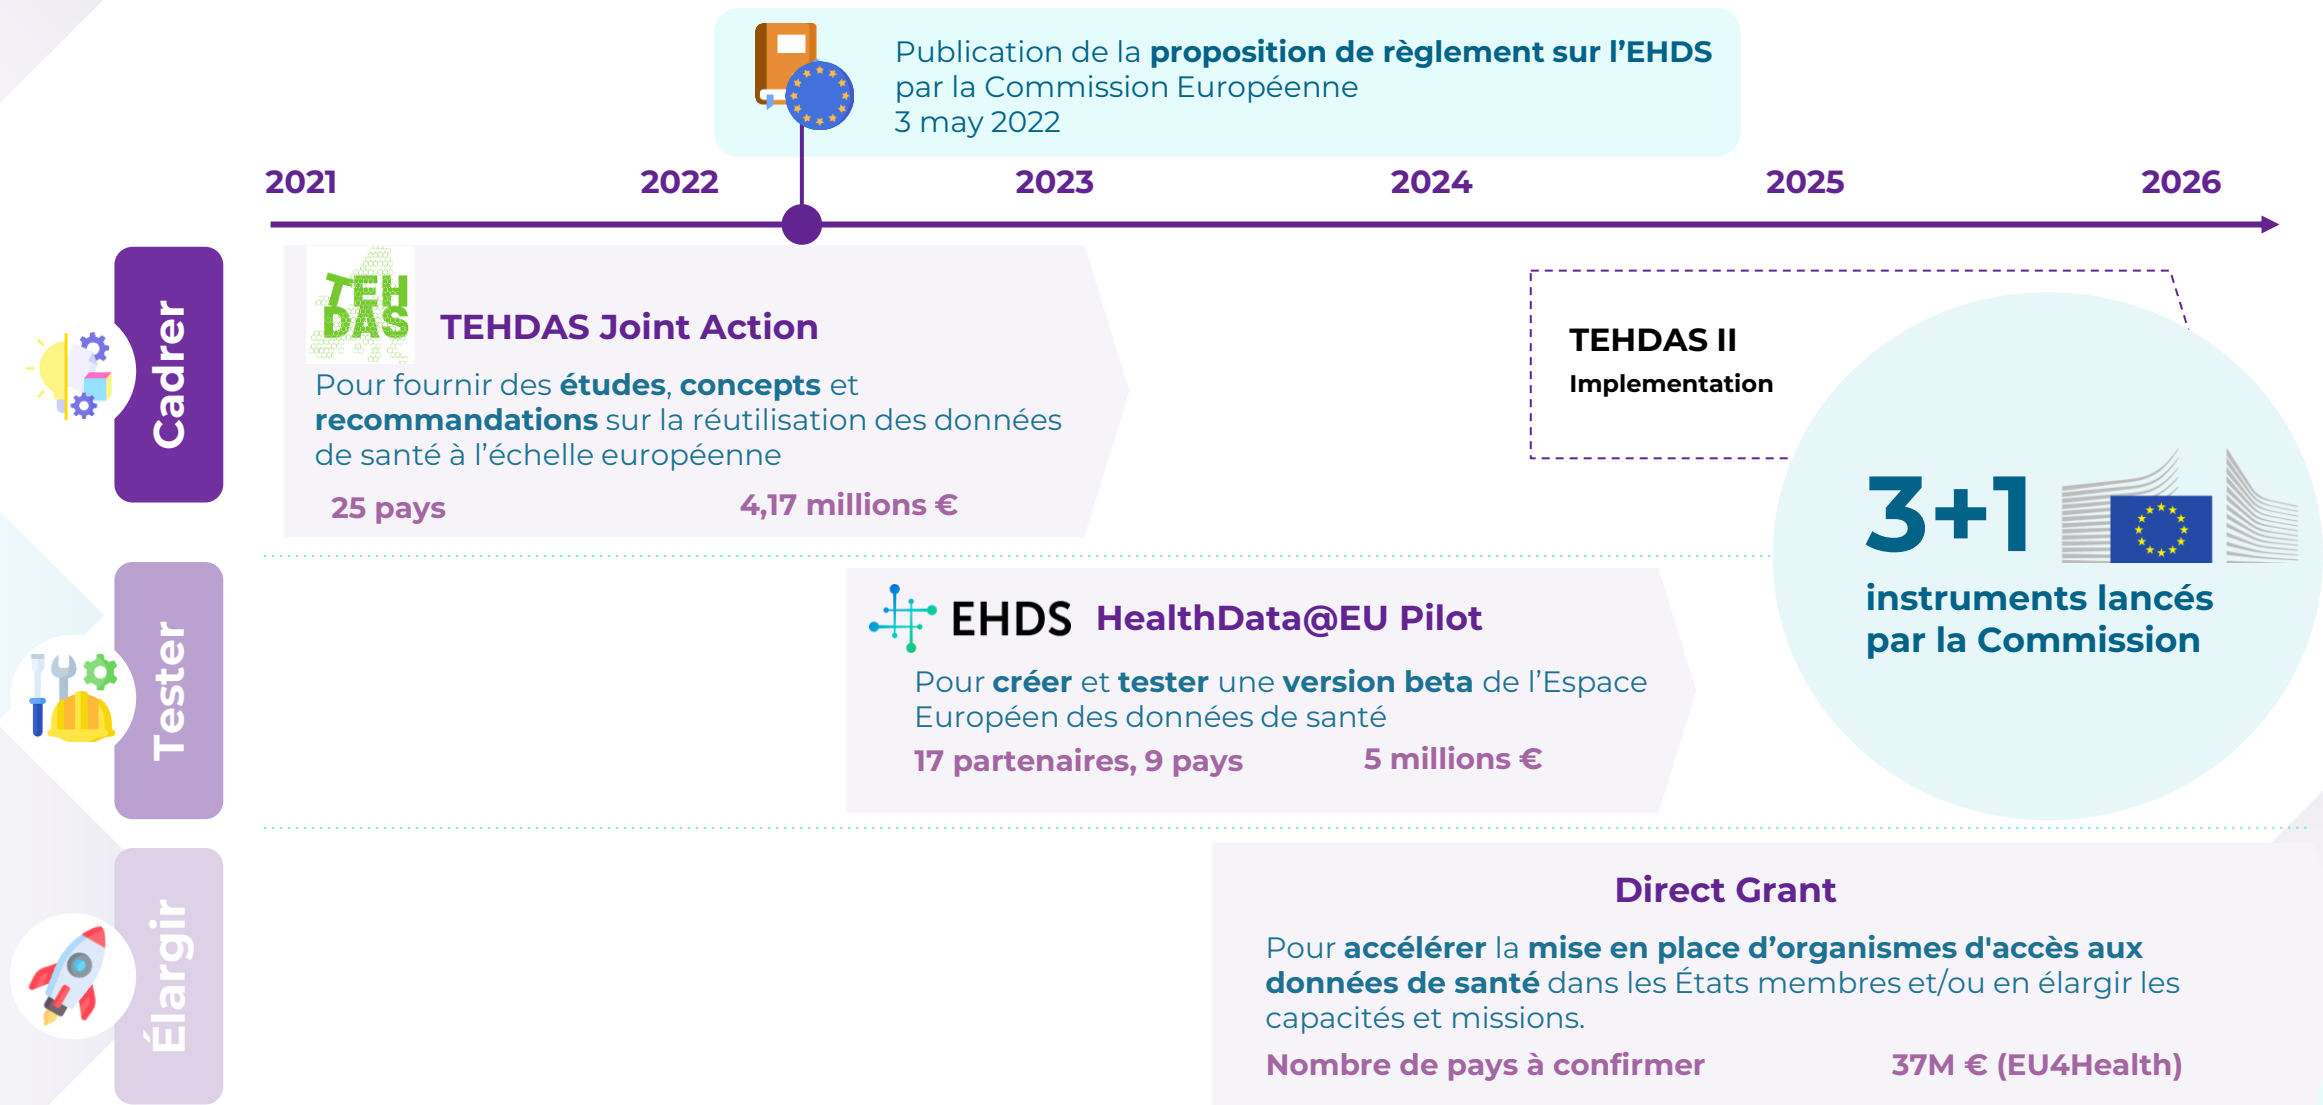 Publication de la proposition de règlement sur l’EHDS
par la Commission Européenne
3 may 2022
2021 2022 2023 2024 2025 2026
Cadrer
TEHDAS
TEHDAS Joint Action
Pour fournir des études, concepts et
recommandations sur la réutilisation des données
de santé à l’échelle européenne
25 pays 4,17 millions €
TEHDAS II
Implementation
3+1
instruments lancés
par la Commission
Tester
EHDS HealthData@EU Pilot
Pour créer et tester une version beta de l’Espace
Européen des données de santé
17 partenaires, 9 pays 5 millions €
Élargir
Direct Grant
Pour accélérer la mise en place d’organismes d'accès aux
données de santé dans les États membres et/ou en élargir les
capacités et missions.
Nombre de pays à confirmer 37M € (EU4Health)